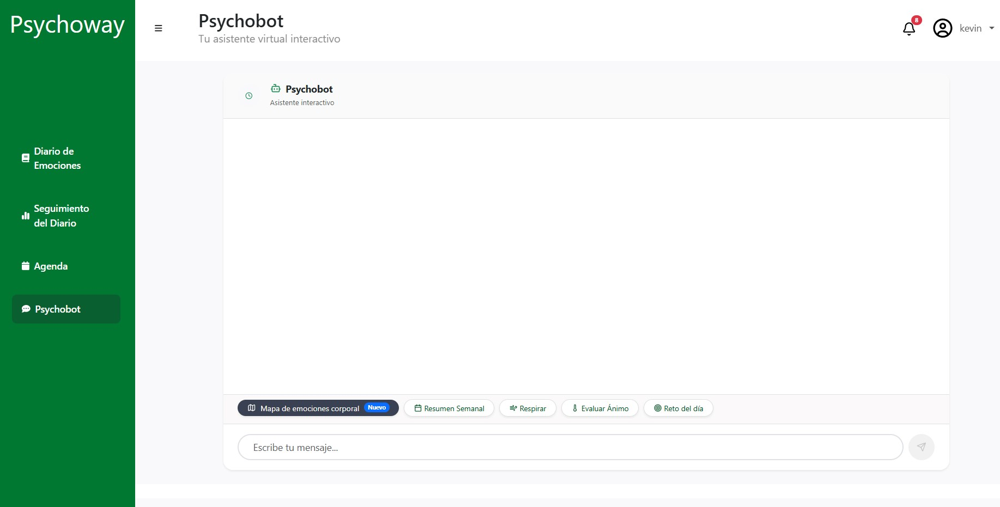 Psychoway
Diario de
Emociones
Seguimiento
del Diario
Agenda
Psychobot
Psychobot
Tu asistente virtual interactivo
8
kevin
Psychobot
Asistente interactivo
Mapa de emociones corporal Nuevo
Resumen Semanal
Respirar
Evaluar Ánimo
Reto del día
Escribe tu mensaje...